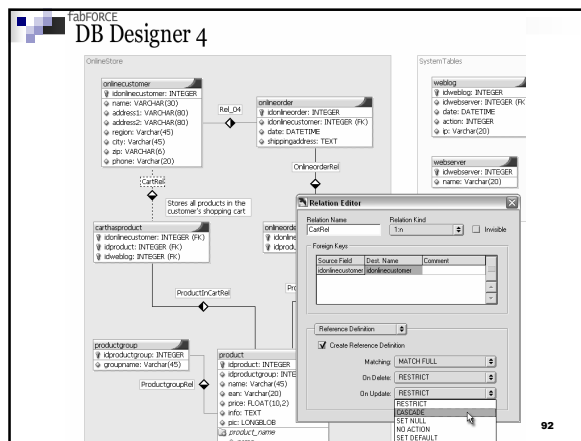 fabFORCE
DB Designer 4
OnlineStore
SystemTables
onlinecustomer
idonlinecustomer: INTEGER
name: VARCHAR(30)
address1: VARCHAR(80)
address2: VARCHAR(80)
region: Varchar(45)
city: Varchar(45)
zip: VARCHAR(6)
phone: Varchar(20)
Rel_04
onlineorder
idonlineorder: INTEGER
idonlinecustomer: INTEGER (FK)
date: DATETIME
shippingaddress: TEXT
weblog
idweblog: INTEGER
idwebserver: INTEGER (FK
date: DATETIME
action: INTEGER
ip: Varchar(20)
OnlineorderRel
webserver
idwebserver: INTEGER
name: Varchar(20)
CartRel
Stores all products in the
customer's shopping cart
carthasproduct
idonlinecustomer: INTEGER (FK)
idproduct: INTEGER (FK)
idweblog: INTEGER (FK)
onlineorde
idonline
idprodu
ProductInCartRel
Pro
productgroup
idproductgroup: INTEGER
groupname: Varchar(45)
ProductgroupRel
product
idproduct: INTEGER
idproductgroup: INTE
name: Varchar(45)
ean: Varchar(20)
price: FLOAT(10,2)
info: TEXT
pic: LONGBLOB
product_name
name
Relation Editor
Relation Name
Relation Kind
CartRel
1:n
Invisible
Foreign Keys
Source Field Dest. Name Comment
idonlinecustomer idonlinecustomer
Reference Definition
Create Reference Definition
Matching: MATCH FULL
On Delete: RESTRICT
On Update: RESTRICT
RESTRICT
CASCADE
SET NULL
NO ACTION
SET DEFAULT
92